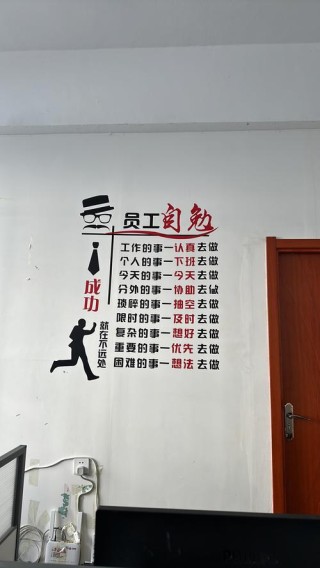 员工自勉
工作的事一认真去做
个人的事一下班去做
今天的事一今天去做
分外的事一协助去做
琐碎的事一抽空去做
限时的事一及时去做
复杂的事一想好去做
重要的事一优先去做
困难的事一想法去做
成功
就在不远处